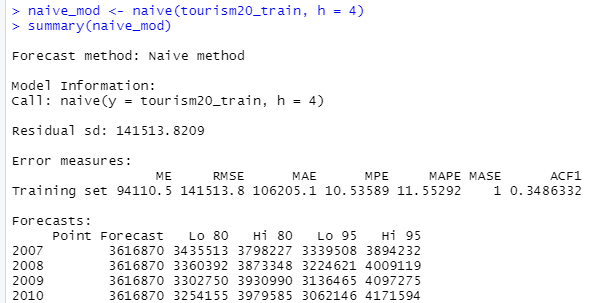 > naive_mod <- naive(tourism20_train, h = 4)
> summary(naive_mod)
Forecast method: Naive method
Model Information:
Call: naive(y = tourism20_train, h = 4)
Residual sd: 141513.8209
Error measures:
ME RMSE MAE MPE MAPE MASE ACF1
Training set 94110.5 141513.8 106205.1 10.53589 11.55292 1 0.3486332
Forecasts:
Point Forecast Lo 80 Hi 80 Lo 95 Hi 95
2007 3616870 3435513 3798227 3339508 3894232
2008 3616870 3360392 3873348 3224621 4009119
2009 3616870 3302750 3930990 3136465 4097275
2010 3616870 3254155 3979585 3062146 4171594